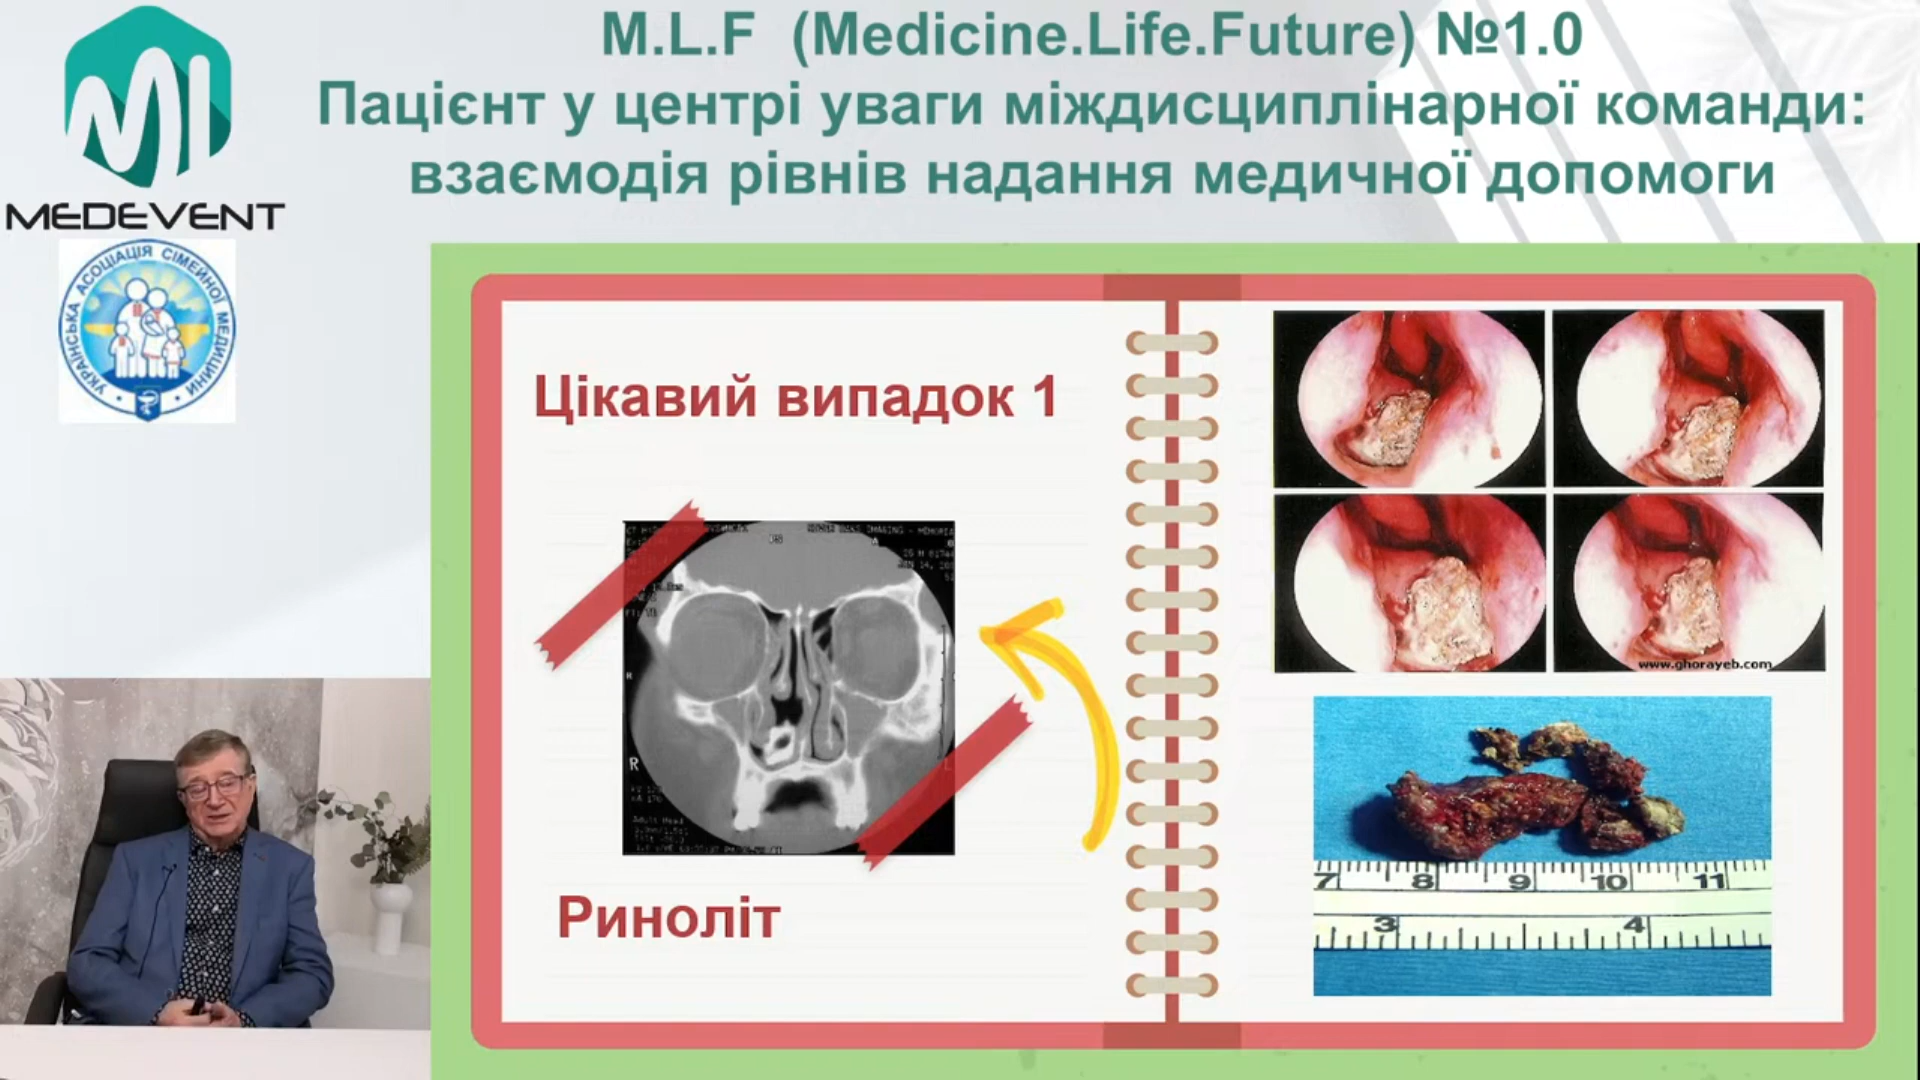 M.L.F (Medicine.Life.Future) №1.0
Пацієнт у центрі уваги міждисциплінарної команди:
взаємодія рівнів надання медичної допомоги
MEDEVENT
УКРАЇНСЬКА АСОЦІАЦІЯ СІМЕЙНОЇ МЕДИЦИНИ
Цікавий випадок 1
R
R
Риноліт
www.ghorayeb.com
7 8 9 10 11
3 4